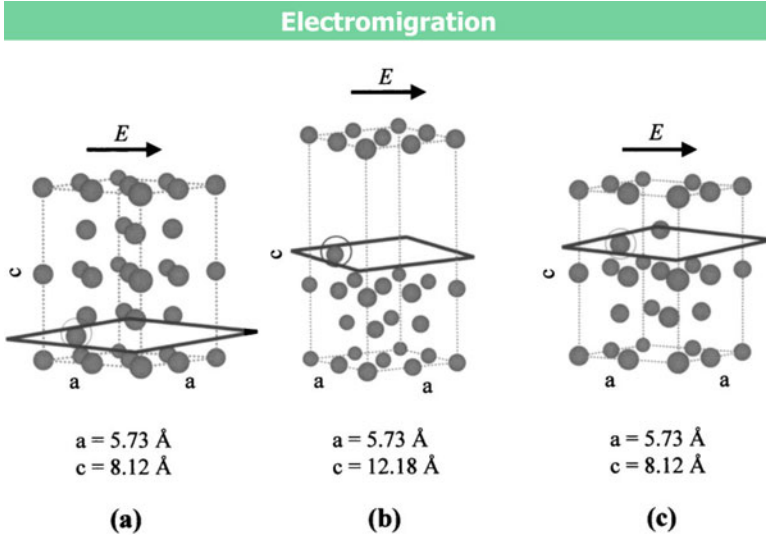 Electromigration
E
E
E
c
c
c
a
a
a
a
a
a
a = 5.73 Å
c = 8.12 Å
a = 5.73 Å
c = 12.18 Å
a = 5.73 Å
c = 8.12 Å
(a)
(b)
(c)